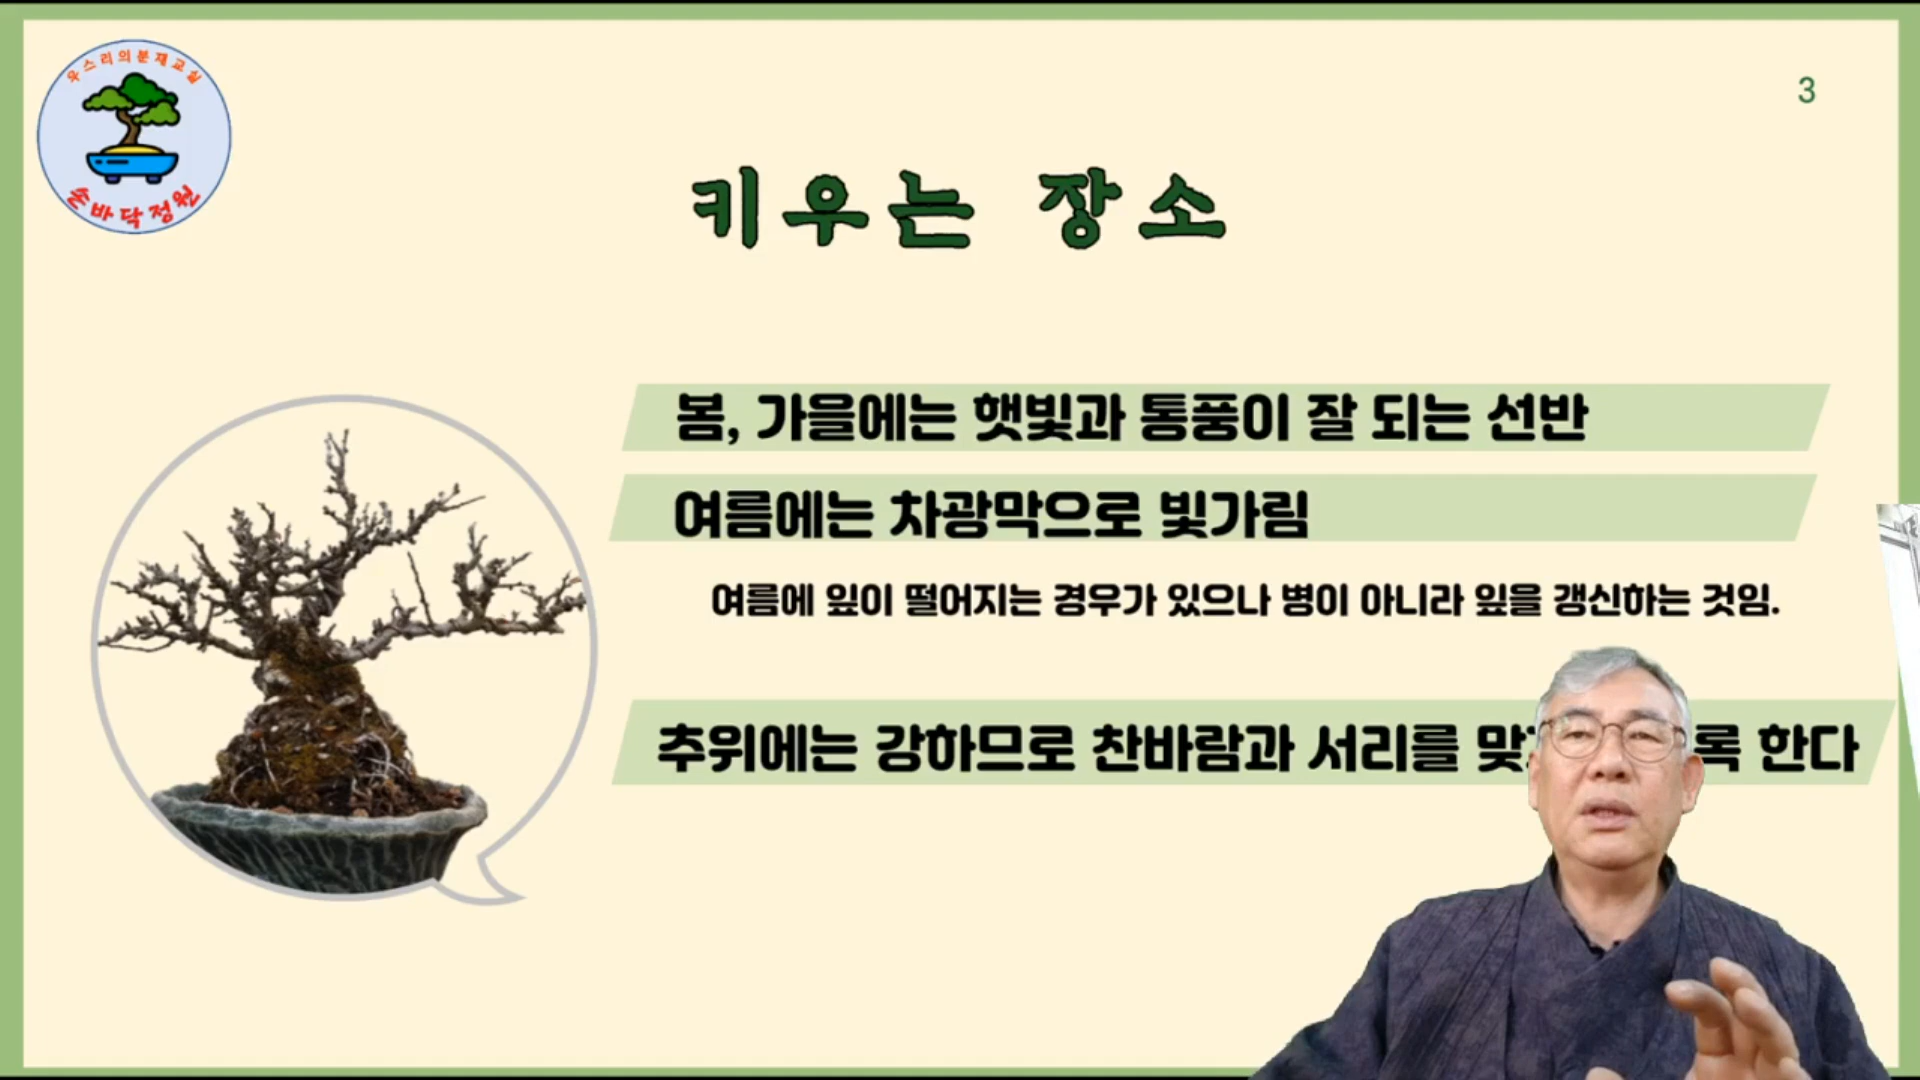 우스리의분재교실
손바닥정원
3
키우는 장소
봄, 가을에는 햇빛과 통풍이 잘 되는 선반
여름에는 차광막으로 빛가림
여름에 잎이 떨어지는 경우가 있으나 병이 아니라 잎을 갱신하는 것임.
추위에는 강하므로 찬바람과 서리를 한다